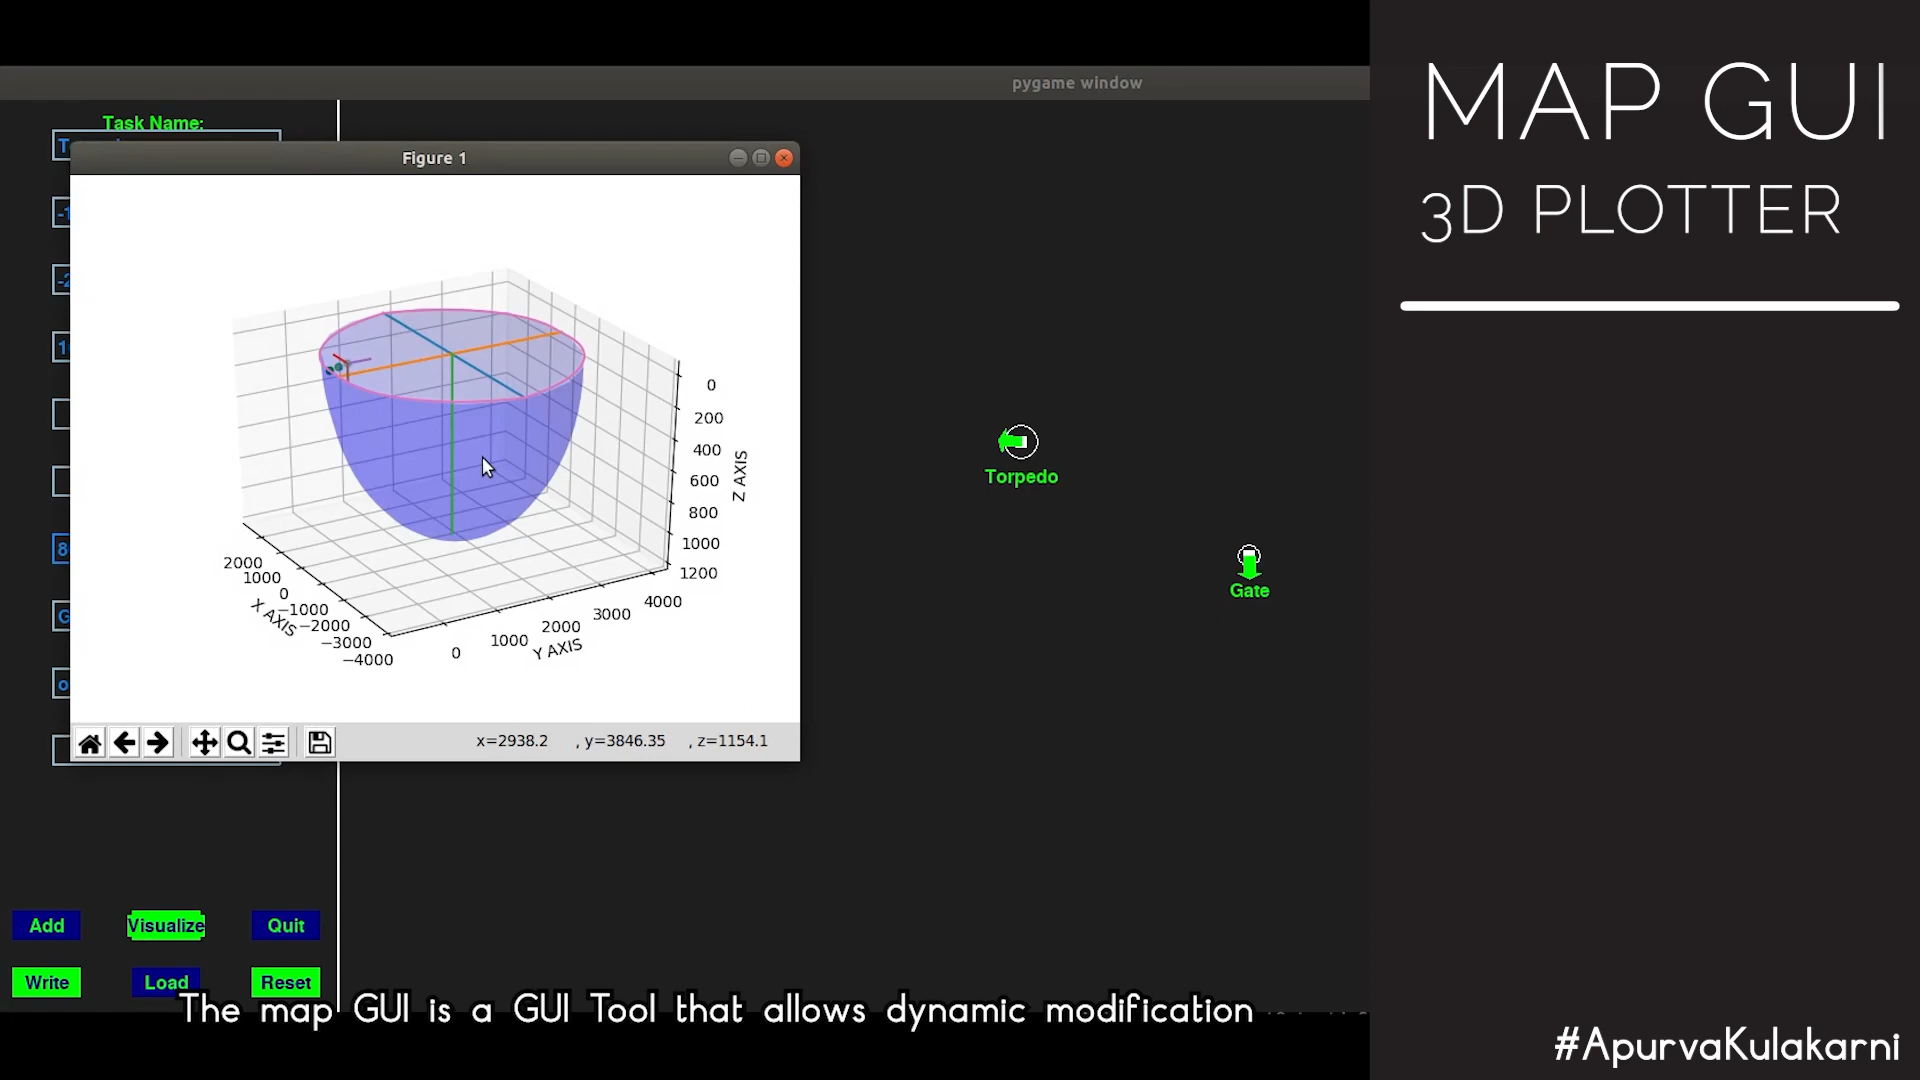 pygame window
MAP GUI
3D PLOTTER
Task Name:
Figure 1
0
200
400
600
800
1000
1200
Z AXIS
2000
1000
0
−1000
−2000
−3000
−4000
X AXIS
0
1000
2000
3000
4000
Y AXIS
x=2938.2 , y=3846.35 , z=1154.1
Torpedo
Gate
Add Visualize Quit
Write Load Reset
The map GUI is a GUI Tool that allows dynamic modification
#ApurvaKulakarni